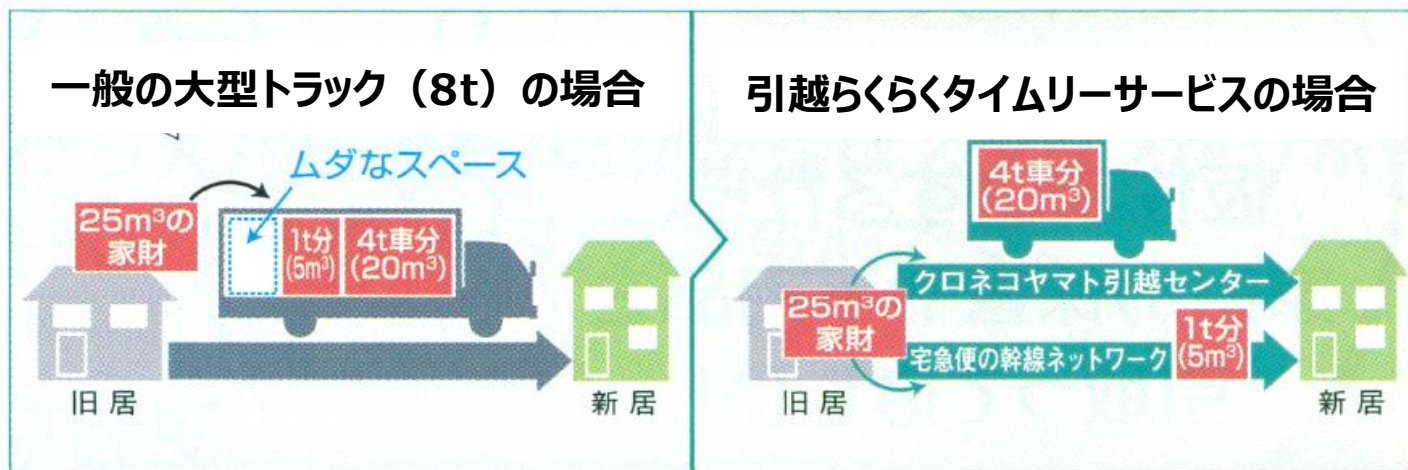 一般の大型トラック（8t）の場合
ムダなスペース
25m³の
家財
1t分
(5m³)
4t車分
(20m³)
旧居
新居
引越らくらくタイムリーサービスの場合
4t車分
(20m³)
クロネコヤマト引越センター
25m³の
家財
宅急便の幹線ネットワーク
1t分
(5m³)
旧居
新居